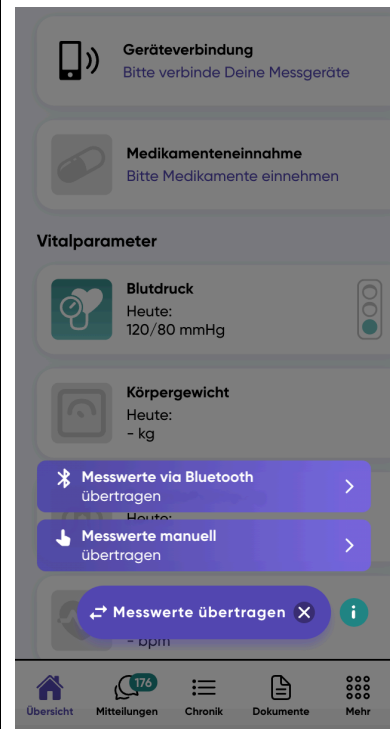 Geräteverbindung
Bitte verbinde Deine Messgeräte
Medikamenteneinnahme
Bitte Medikamente einnehmen
Vitalparameter
Blutdruck
Heute:
120/80 mmHg
Körpergewicht
Heute:
- kg
Messwerte via Bluetooth
übertragen
Heute:
Messwerte manuell
übertragen
Messwerte übertragen
- bpm
176
Übersicht Mitteilungen Chronik Dokumente Mehr